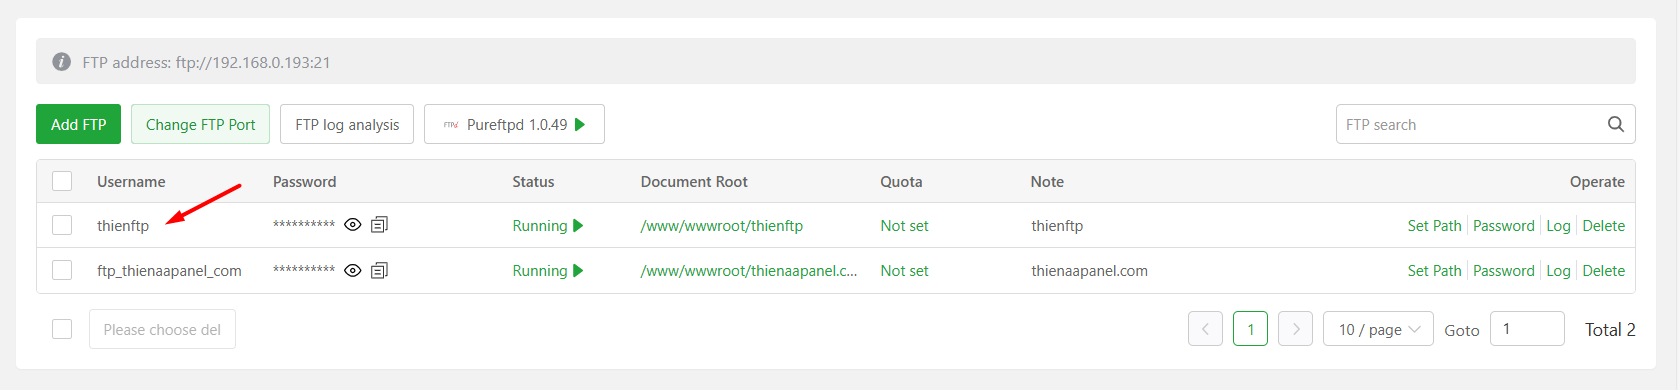 FTP address: ftp://192.168.0.193:21
Add FTP Change FTP Port FTP log analysis FTP Pureftpd 1.0.49 FTP search
Username Password Status Document Root Quota Note Operate
thienftp ********** Running /www/wwwroot/thienftp Not set thienftp Set Path Password Log Delete
ftp_thienaapanel_com ********** Running /www/wwwroot/thienaapanel.c... Not set thienaapanel.com Set Path Password Log Delete
Please choose del 1 10 / page Goto 1 Total 2